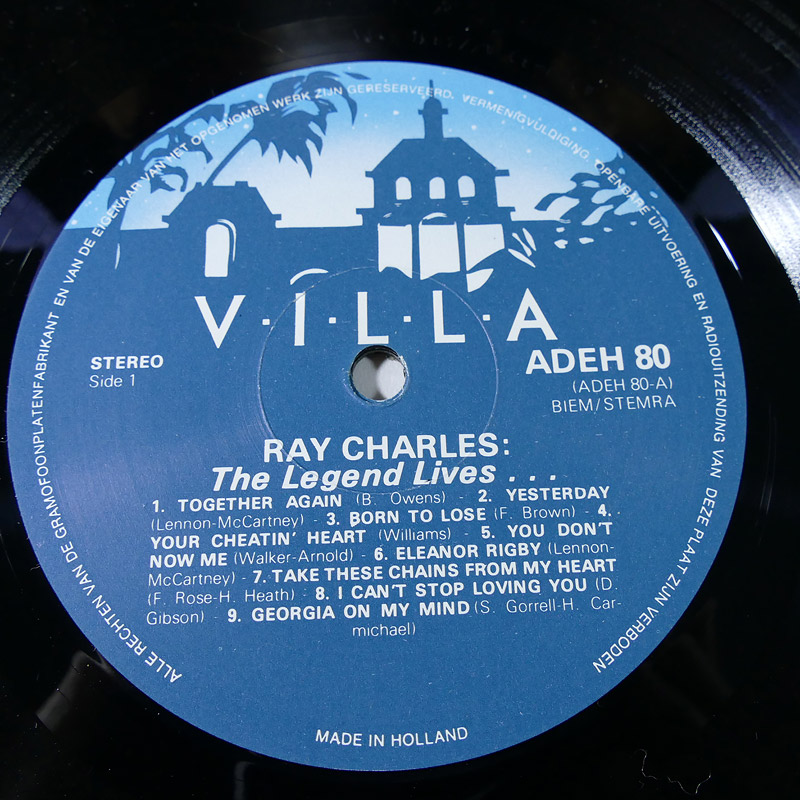 ALLE RECHTEN VAN DE GRAMOFOONPLATENFABRIKANT EN VAN DE EIGENAAR VAN HET OPGENOMEN WERK ZIJN GERESERVEERD. VERMENIGVULDIGING, OPENBARE UITVOERING EN RADIOUITZENDING VAN DEZE PLAAT ZIJN VERBODEN
V·I·L·L·A
STEREO
Side 1
ADEH 80
(ADEH 80-A)
BIEM/STEMRA
RAY CHARLES:
The Legend Lives . . .
1. TOGETHER AGAIN (B. Owens) - 2. YESTERDAY
(Lennon-McCartney) - 3. BORN TO LOSE (F. Brown) - 4.
YOUR CHEATIN' HEART (Williams) - 5. YOU DON'T
NOW ME (Walker-Arnold) - 6. ELEANOR RIGBY (Lennon-
McCartney) - 7. TAKE THESE CHAINS FROM MY HEART
(F. Rose-H. Heath) - 8. I CAN'T STOP LOVING YOU (D.
Gibson) - 9. GEORGIA ON MY MIND (S. Gorrell-H. Car-
michael)
MADE IN HOLLAND